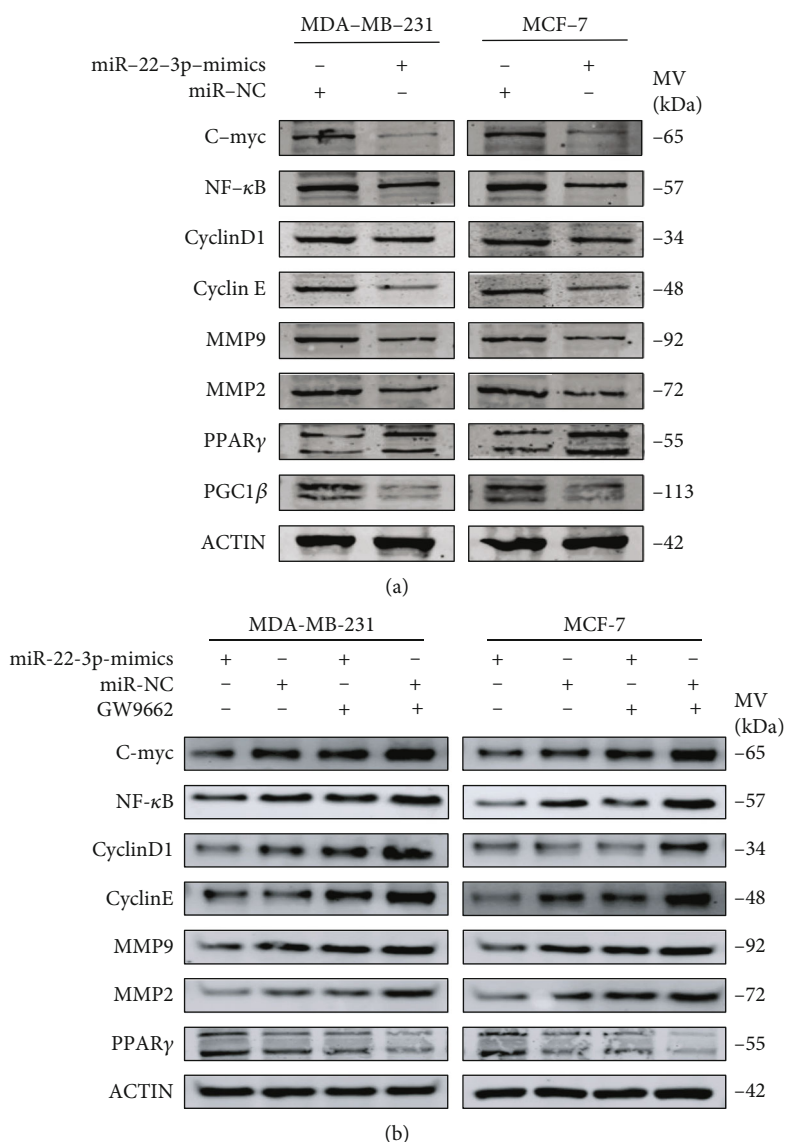 MDA–MB–231 MCF–7
miR–22–3p–mimics – + – +
miR–NC + – + –
MV
(kDa)
C–myc –65
NF–κB –57
CyclinD1 –34
Cyclin E –48
MMP9 –92
MMP2 –72
PPARγ –55
PGC1β –113
ACTIN –42
(a)
MDA-MB-231 MCF-7
miR-22-3p-mimics + – + – + – + –
miR-NC – + – + – + – +
GW9662 – – + + – – + +
MV
(kDa)
C-myc –65
NF-κB –57
CyclinD1 –34
CyclinE –48
MMP9 –92
MMP2 –72
PPARγ –55
ACTIN –42
(b)